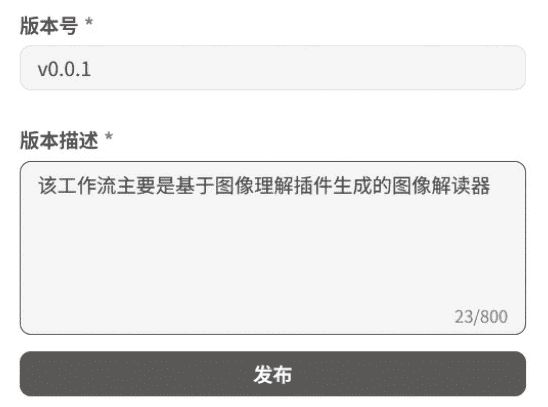 版本号 *
v0.0.1
版本描述 *
该工作流主要是基于图像理解插件生成的图像解读器
23/800
发布